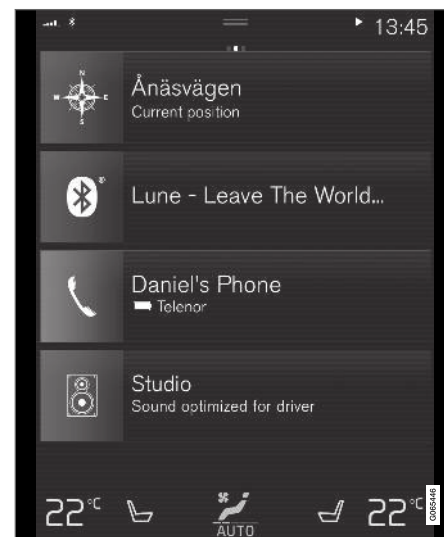 13:45
N
W E
S
Ånäsvägen
Current position
Lune - Leave The World...
Daniel's Phone
Telenor
Studio
Sound optimized for driver
22°C
AUTO
22°C
G065446